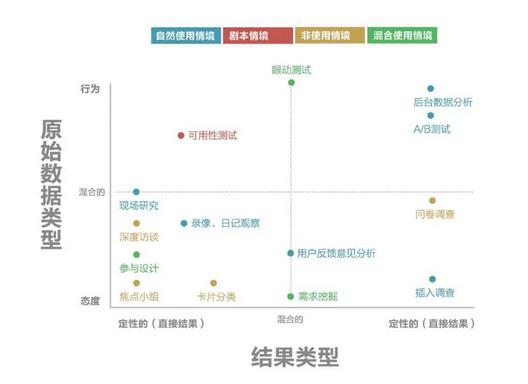 自然使用情境
剧本情境
非使用情境
混合使用情境
眼动测试
行为
后台数据分析
A/B测试
可用性测试
原始数据类型
混合的
现场研究
问卷调查
录像、日记观察
深度访谈
用户反馈意见分析
参与设计
插入调查
焦点小组
卡片分类
需求挖掘
态度
定性的（直接结果）
混合的
定性的（直接结果）
结果类型